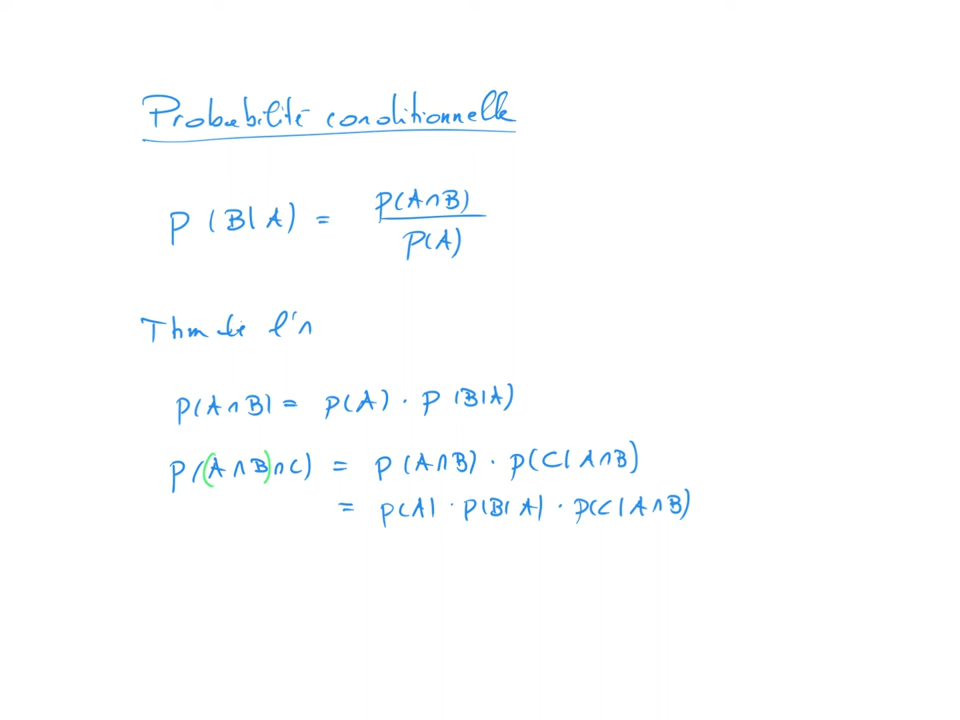 Probabilité conditionnelle
P(B|A) = P(A∩B) / P(A)
Thm de l'∩
P(A∩B) = P(A) · P(B|A)
P((A∩B)∩C) = P(A∩B) · P(C|A∩B)
= P(A) · P(B|A) · P(C|A∩B)